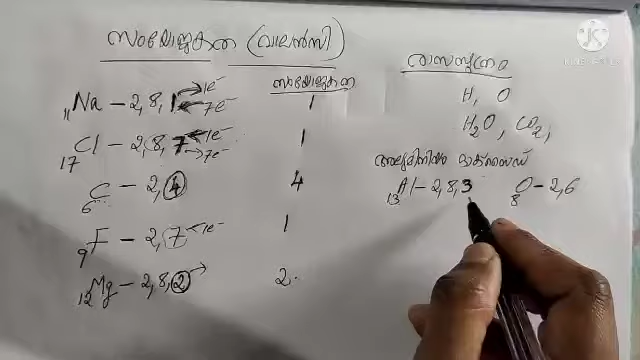 സംയോജകത (വാലൻസി)
സംയോജകത
11Na – 2,8,1 → 1e⁻ ← 7e⁻ 1
17Cl – 2,8,7 ← 1e⁻ → 7e⁻ 1
6C – 2,4 4
9F – 2,7 ← 1e⁻ 1
12Mg – 2,8,2 → 2.
രാസസൂത്രം
H, O
H₂O, CO₂,
അലൂമിനിയം ഓക്സൈഡ്
13Al – 2,8,3 8O – 2,6